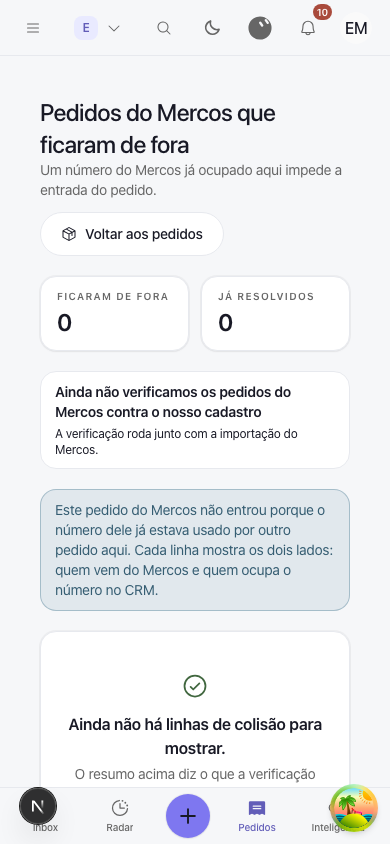 E
10
EM
Pedidos do Mercos que
ficaram de fora
Um número do Mercos já ocupado aqui impede a
entrada do pedido.
Voltar aos pedidos
FICARAM DE FORA
0
JÁ RESOLVIDOS
0
Ainda não verificamos os pedidos do
Mercos contra o nosso cadastro
A verificação roda junto com a importação do
Mercos.
Este pedido do Mercos não entrou porque o
número dele já estava usado por outro
pedido aqui. Cada linha mostra os dois lados:
quem vem do Mercos e quem ocupa o
número no CRM.
Ainda não há linhas de colisão para
mostrar.
O resumo acima diz o que a verificação
N
Inbox
Radar
Pedidos